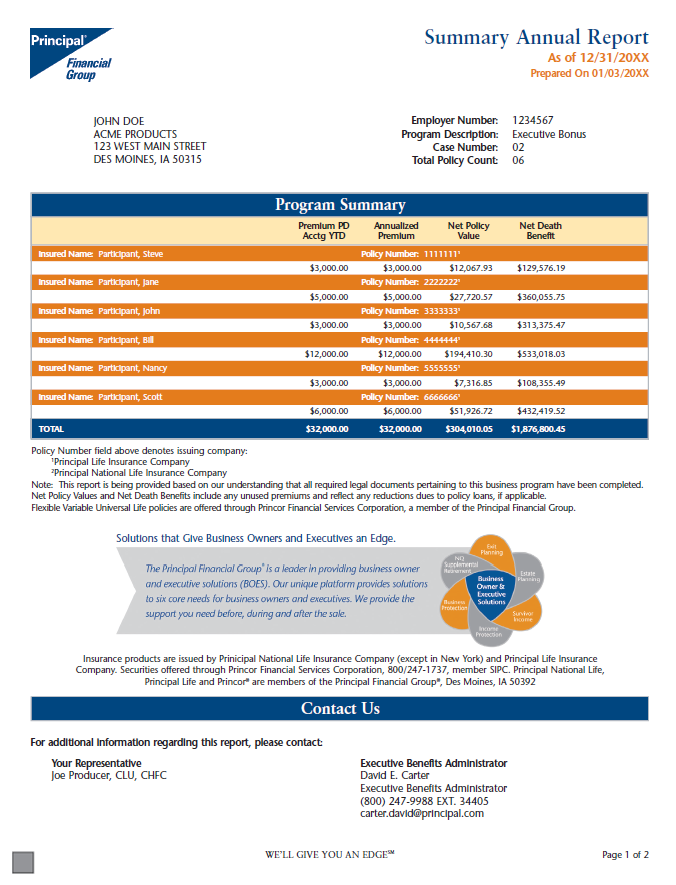 Principal®
Financial
Group
Summary Annual Report
As of 12/31/20XX
Prepared On 01/03/20XX
JOHN DOE
ACME PRODUCTS
123 WEST MAIN STREET
DES MOINES, IA 50315
Employer Number: 1234567
Program Description: Executive Bonus
Case Number: 02
Total Policy Count: 06
Program Summary
Premium PD Acctg YTD Annualized Premium Net Policy Value Net Death Benefit
Insured Name: Participant, Steve Policy Number: 1111111¹
$3,000.00 $3,000.00 $12,067.93 $129,576.19
Insured Name: Participant, Jane Policy Number: 2222222¹
$5,000.00 $5,000.00 $27,720.57 $360,055.75
Insured Name: Participant, John Policy Number: 3333333¹
$3,000.00 $3,000.00 $10,567.68 $313,375.47
Insured Name: Participant, Bill Policy Number: 4444444¹
$12,000.00 $12,000.00 $194,410.30 $533,018.03
Insured Name: Participant, Nancy Policy Number: 5555555¹
$3,000.00 $3,000.00 $7,316.85 $108,355.49
Insured Name: Participant, Scott Policy Number: 6666666¹
$6,000.00 $6,000.00 $51,926.72 $432,419.52
TOTAL $32,000.00 $32,000.00 $304,010.05 $1,876,800.45
Policy Number field above denotes issuing company:
¹Principal Life Insurance Company
²Principal National Life Insurance Company
Note: This report is being provided based on our understanding that all required legal documents pertaining to this business program have been completed.
Net Policy Values and Net Death Benefits include any unused premiums and reflect any reductions dues to policy loans, if applicable.
Flexible Variable Universal Life policies are offered through Princor Financial Services Corporation, a member of the Principal Financial Group.
Solutions that Give Business Owners and Executives an Edge.
The Principal Financial Group® is a leader in providing business owner
and executive solutions (BOES). Our unique platform provides solutions
to six core needs for business owners and executives. We provide the
support you need before, during and after the sale.
Exit
Planning
NQ
Supplemental
Retirement
Estate
Planning
Business
Owner &
Executive
Solutions
Business
Protection
Survivor
Income
Income
Protection
Insurance products are issued by Prinicipal National Life Insurance Company (except in New York) and Principal Life Insurance
Company. Securities offered through Princor Financial Services Corporation, 800/247-1737, member SIPC. Principal National Life,
Principal Life and Princor® are members of the Principal Financial Group®, Des Moines, IA 50392
Contact Us
For additional information regarding this report, please contact:
Your Representative
Joe Producer, CLU, CHFC
Executive Benefits Administrator
David E. Carter
Executive Benefits Administrator
(800) 247-9988 EXT. 34405
carter.david@principal.com
WE'LL GIVE YOU AN EDGE℠
Page 1 of 2